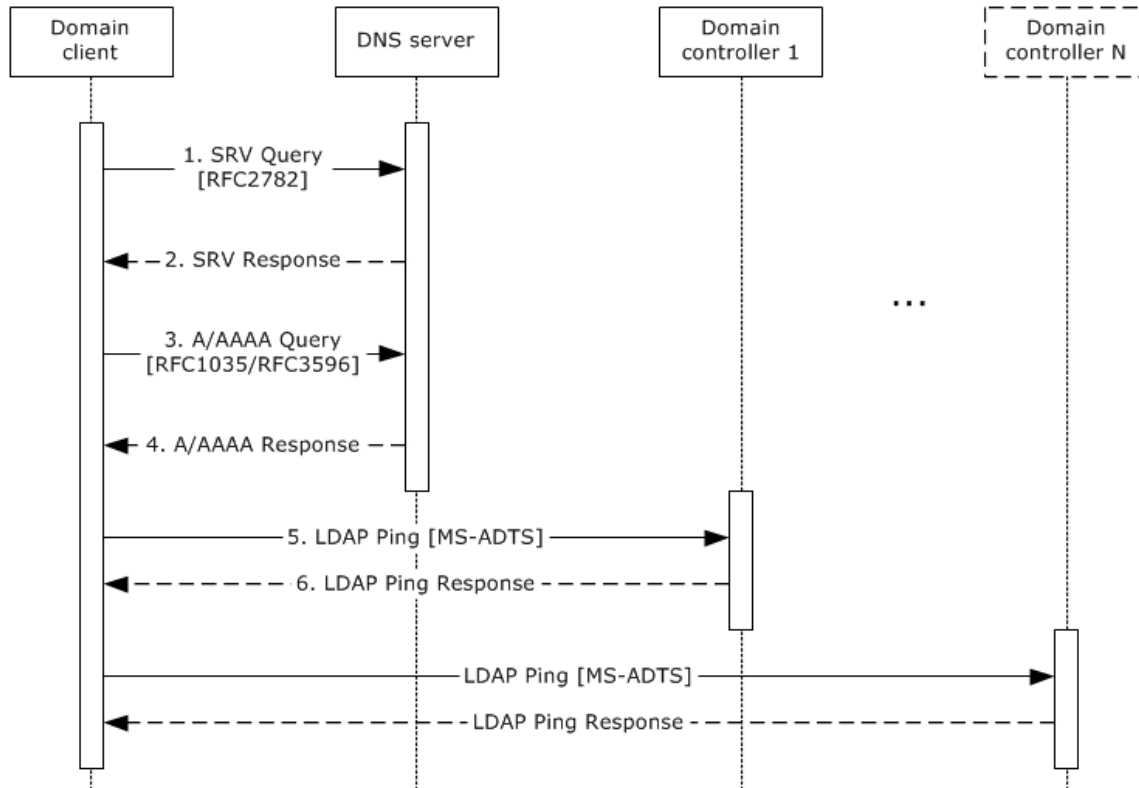 Domain
client
DNS server
Domain
controller 1
Domain
controller N
1. SRV Query
[RFC2782]
2. SRV Response
...
3. A/AAAA Query
[RFC1035/RFC3596]
4. A/AAAA Response
5. LDAP Ping [MS-ADTS]
6. LDAP Ping Response
LDAP Ping [MS-ADTS]
LDAP Ping Response